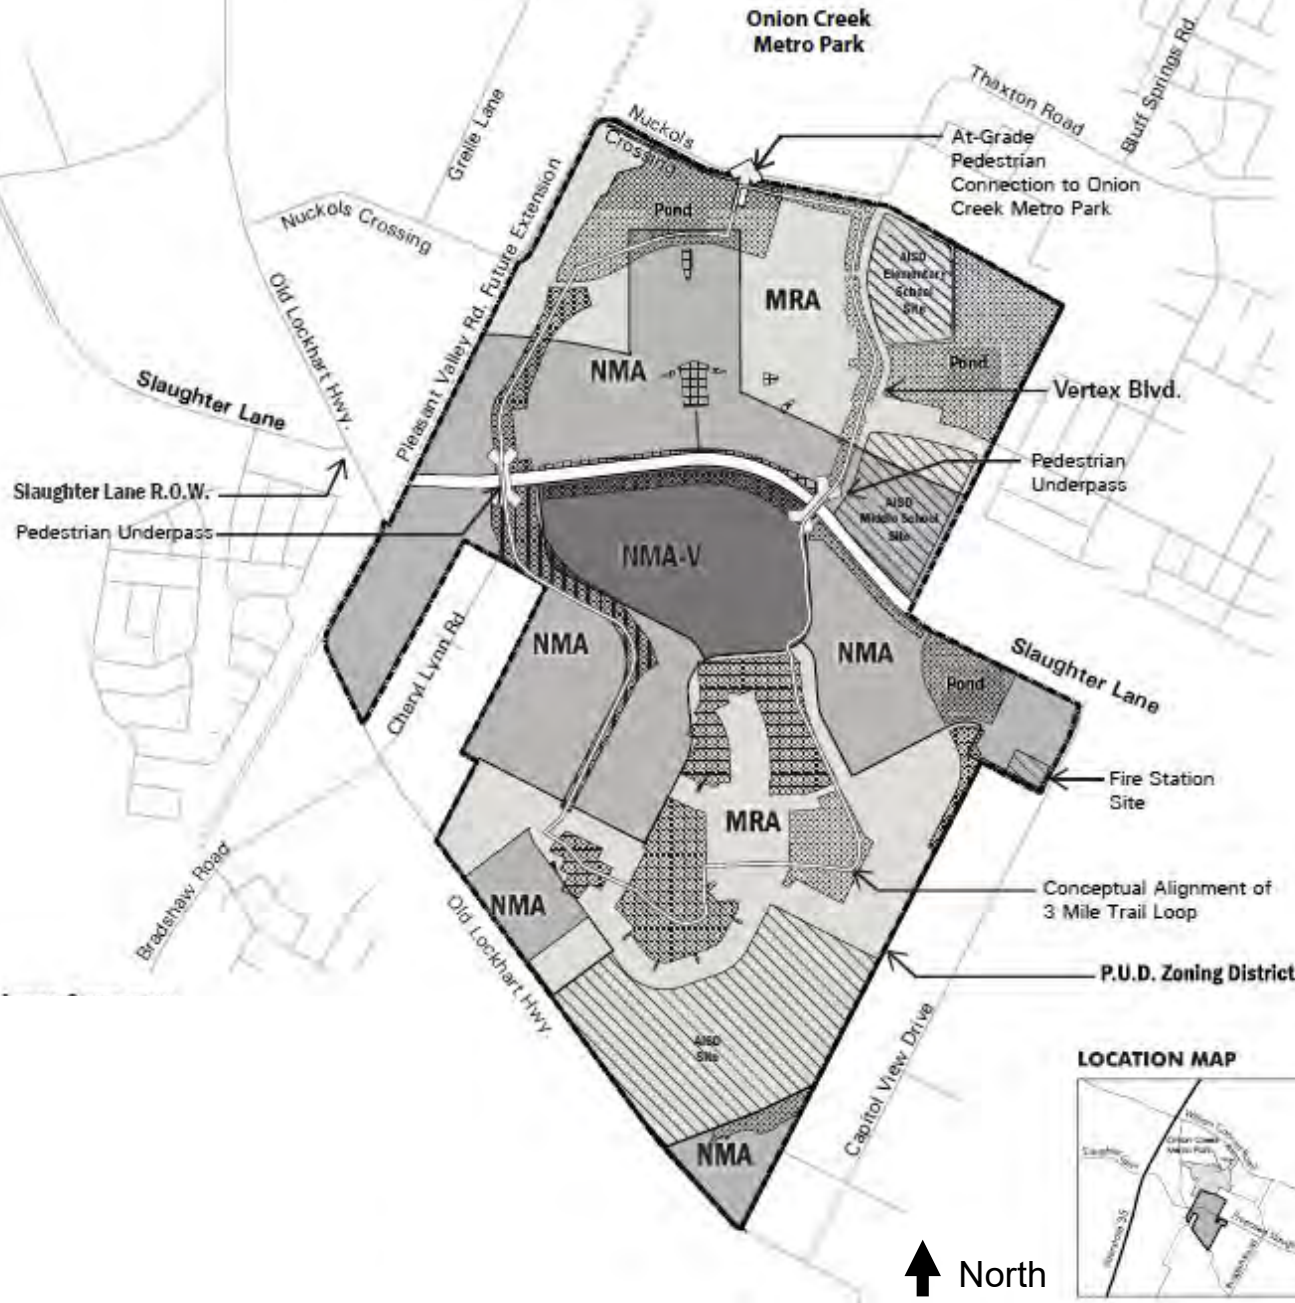 Onion Creek
Metro Park
Thaxton Road
Bluff Springs Rd.
Nuckols
Crossing
Grelle Lane
At-Grade
Pedestrian
Connection to Onion
Creek Metro Park
Nuckols Crossing
Pleasant Valley Rd. Future Extension
Pond
AISD
Elementary
School
Site
Old Lockhart Hwy.
MRA
Pond
NMA
Vertex Blvd.
Slaughter Lane
Pedestrian
Underpass
Slaughter Lane R.O.W.
AISD
Middle School
Site
Pedestrian Underpass
NMA-V
NMA
NMA
Cheryl Lynn Rd
Slaughter Lane
Pond
Fire Station
Site
MRA
Bradshaw Road
Conceptual Alignment of
3 Mile Trail Loop
NMA
Old Lockhart Hwy.
P.U.D. Zoning District
AISD
Site
Capitol View Drive
LOCATION MAP
Onion Creek
Metro Park
NMA
North